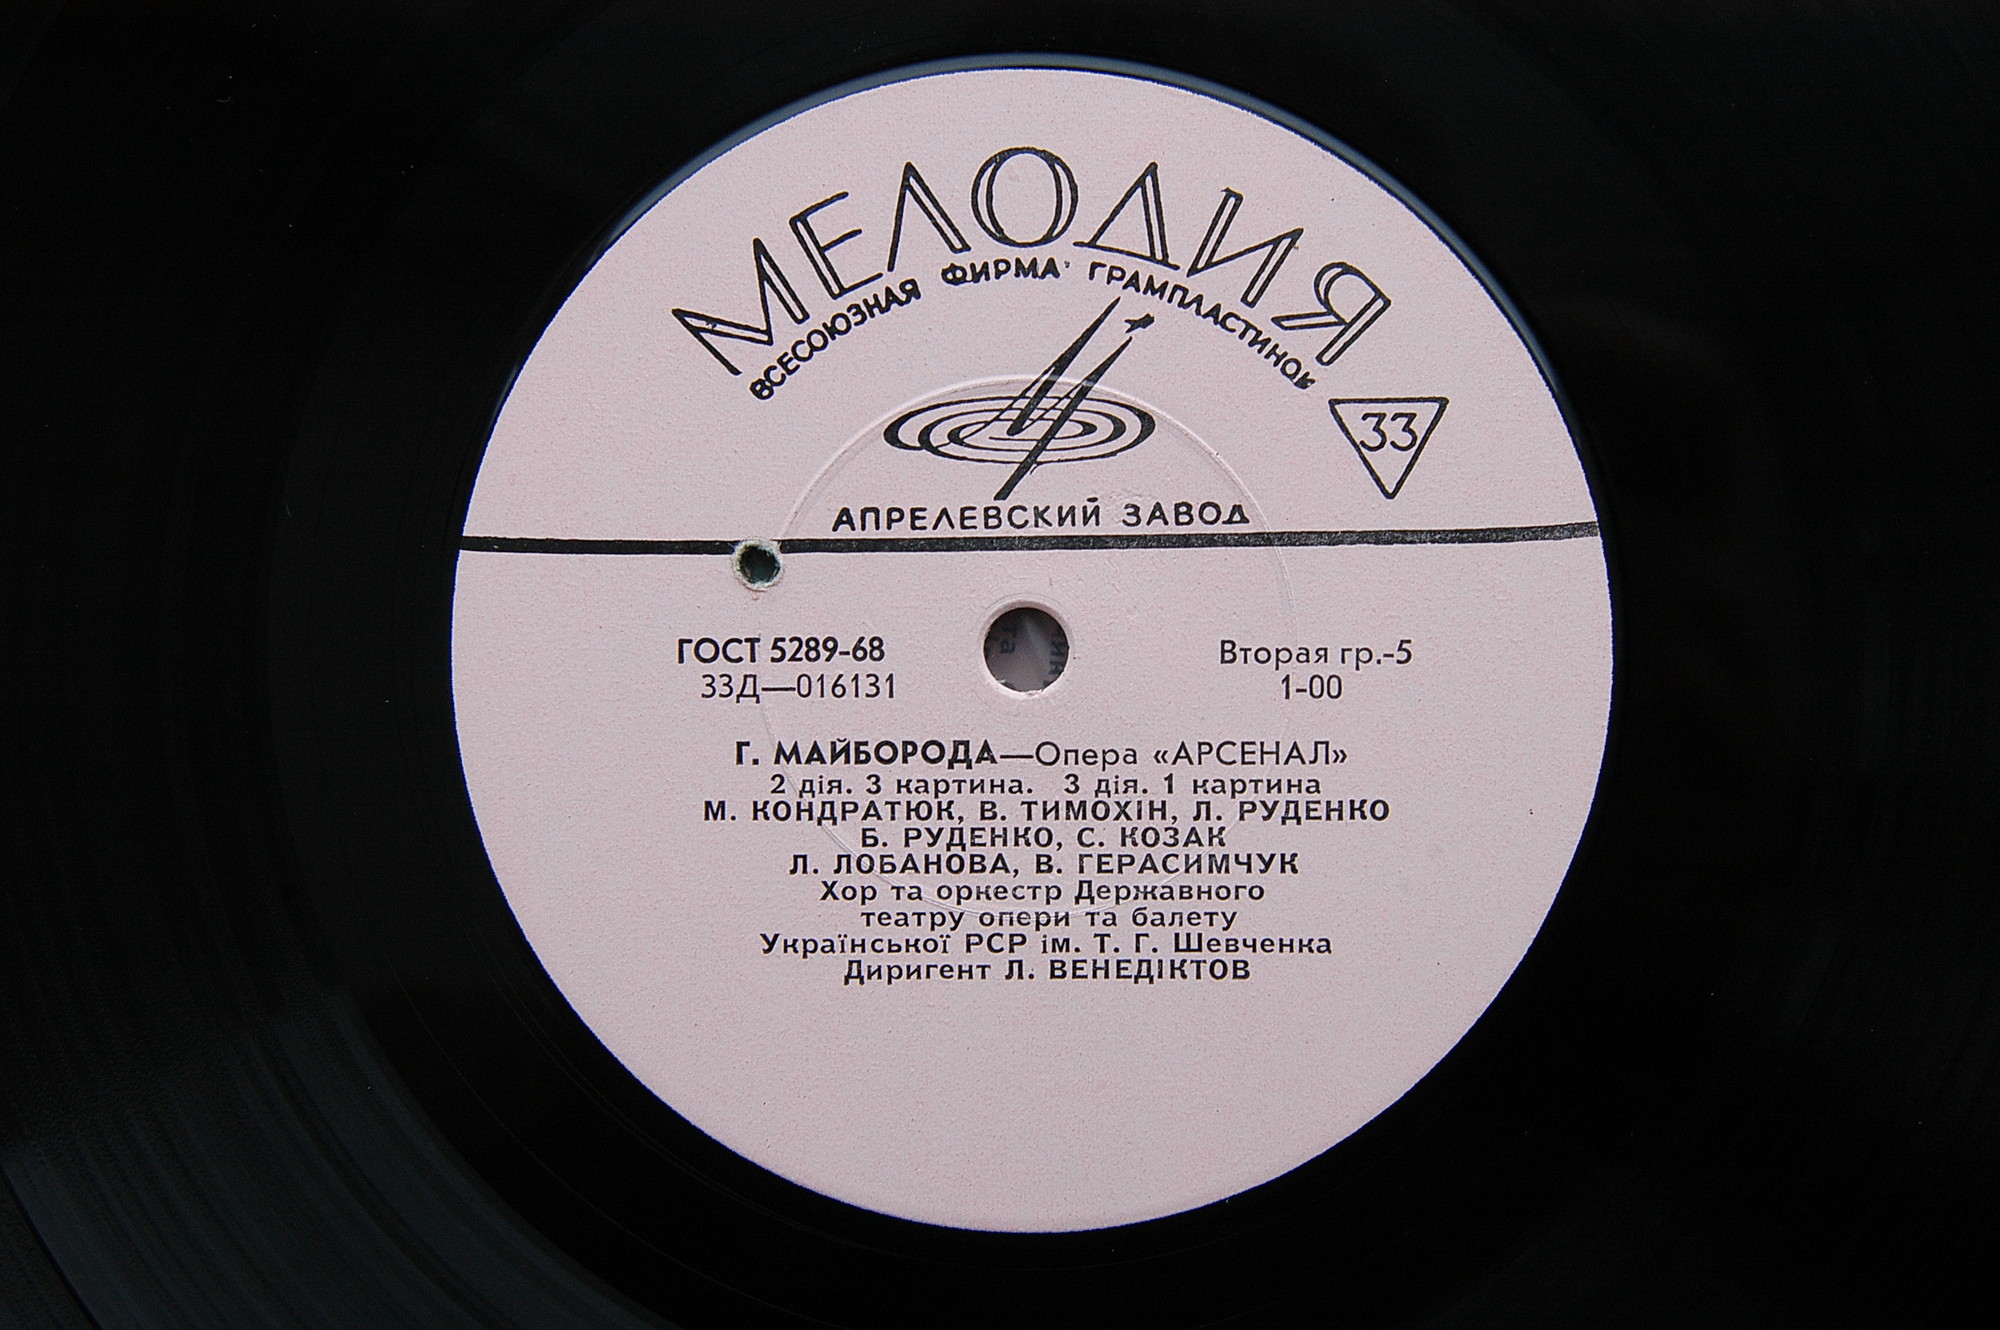 МЕЛОДИЯ
ВСЕСОЮЗНАЯ ФИРМА ГРАМПЛАСТИНОК
33
АПРЕЛЕВСКИЙ ЗАВОД
ГОСТ 5289-68
33Д—016131
Вторая гр.-5
1-00
Г. МАЙБОРОДА—Опера «АРСЕНАЛ»
2 дія. 3 картина. 3 дія. 1 картина
М. КОНДРАТЮК, В. ТИМОХІН, Л. РУДЕНКО
Б. РУДЕНКО, С. КОЗАК
Л. ЛОБАНОВА, В. ГЕРАСИМЧУК
Хор та оркестр Державного
театру опери та балету
Української РСР ім. Т. Г. Шевченка
Диригент Л. ВЕНЕДІКТОВ